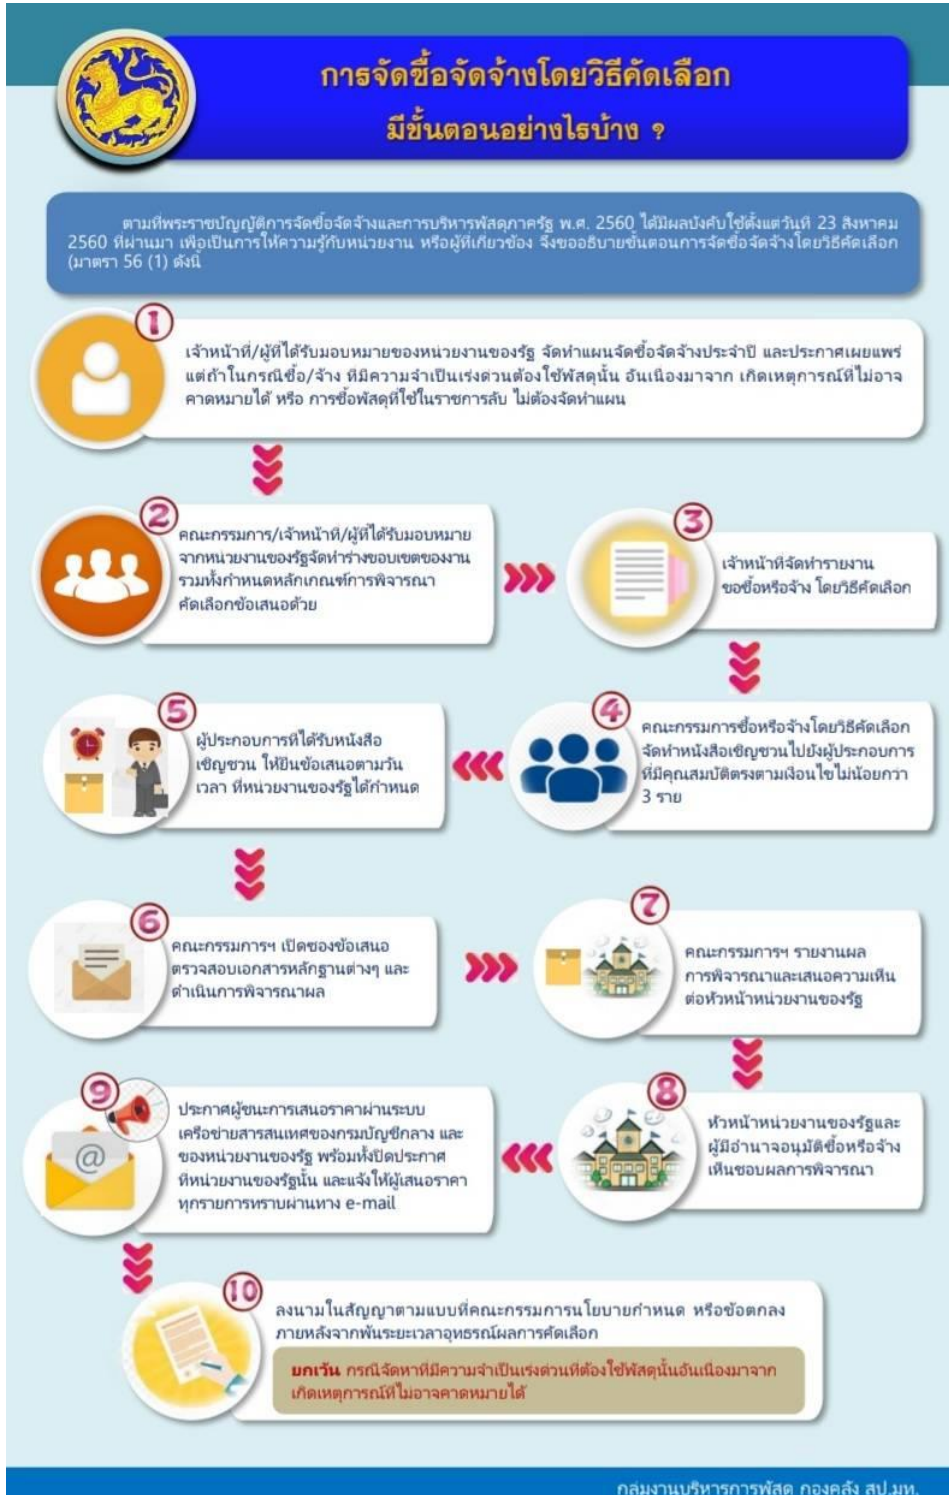 การจัดซื้อจัดจ้างโดยวิธีคัดเลือก
มีขั้นตอนอย่างไรบ้าง ?
ตามที่พระราชบัญญัติการจัดซื้อจัดจ้างและการบริหารพัสดุภาครัฐ พ.ศ. 2560 ได้มีผลบังคับใช้ตั้งแต่วันที่ 23 สิงหาคม
2560 ที่ผ่านมา เพื่อเป็นการให้ความรู้กับหน่วยงาน หรือผู้ที่เกี่ยวข้อง จึงขออธิบายขั้นตอนการจัดซื้อจัดจ้างโดยวิธีคัดเลือก
(มาตรา 56 (1) ดังนี้
1
เจ้าหน้าที่/ผู้ที่ได้รับมอบหมายของหน่วยงานของรัฐ จัดทำแผนจัดซื้อจัดจ้างประจำปี และประกาศเผยแพร่
แต่ถ้าในกรณีซื้อ/จ้าง ที่มีความจำเป็นเร่งด่วนต้องใช้พัสดุนั้น อันเนื่องมาจาก เกิดเหตุการณ์ที่ไม่อาจ
คาดหมายได้ หรือ การซื้อพัสดุที่ใช้ในราชการลับ ไม่ต้องจัดทำแผน
2
คณะกรรมการ/เจ้าหน้าที่/ผู้ที่ได้รับมอบหมาย
จากหน่วยงานของรัฐจัดทำร่างขอบเขตของงาน
รวมทั้งกำหนดหลักเกณฑ์การพิจารณา
คัดเลือกข้อเสนอด้วย
3
เจ้าหน้าที่จัดทำรายงาน
ขอซื้อหรือจ้าง โดยวิธีคัดเลือก
4
คณะกรรมการซื้อหรือจ้างโดยวิธีคัดเลือก
จัดทำหนังสือเชิญชวนไปยังผู้ประกอบการ
ที่มีคุณสมบัติตรงตามเงื่อนไขไม่น้อยกว่า
3 ราย
5
ผู้ประกอบการที่ได้รับหนังสือ
เชิญชวน ให้ยื่นข้อเสนอตามวัน
เวลา ที่หน่วยงานของรัฐได้กำหนด
6
คณะกรรมการฯ เปิดซองข้อเสนอ
ตรวจสอบเอกสารหลักฐานต่างๆ และ
ดำเนินการพิจารณาผล
7
คณะกรรมการฯ รายงานผล
การพิจารณาและเสนอความเห็น
ต่อหัวหน้าหน่วยงานของรัฐ
8
หัวหน้าหน่วยงานของรัฐและ
ผู้มีอำนาจอนุมัติซื้อหรือจ้าง
เห็นชอบผลการพิจารณา
9
@
ประกาศผู้ชนะการเสนอราคาผ่านระบบ
เครือข่ายสารสนเทศของกรมบัญชีกลาง และ
ของหน่วยงานของรัฐ พร้อมทั้งปิดประกาศ
ที่หน่วยงานของรัฐนั้น และแจ้งให้ผู้เสนอราคา
ทุกรายการทราบผ่านทาง e-mail
10
ลงนามในสัญญาตามแบบที่คณะกรรมการนโยบายกำหนด หรือข้อตกลง
ภายหลังจากพ้นระยะเวลาอุทธรณ์ผลการคัดเลือก
ยกเว้น กรณีจัดหาที่มีความจำเป็นเร่งด่วนที่ต้องใช้พัสดุนั้นอันเนื่องมาจาก
เกิดเหตุการณ์ที่ไม่อาจคาดหมายได้
กลุ่มงานบริหารการพัสดุ กองคลัง สป.มท.